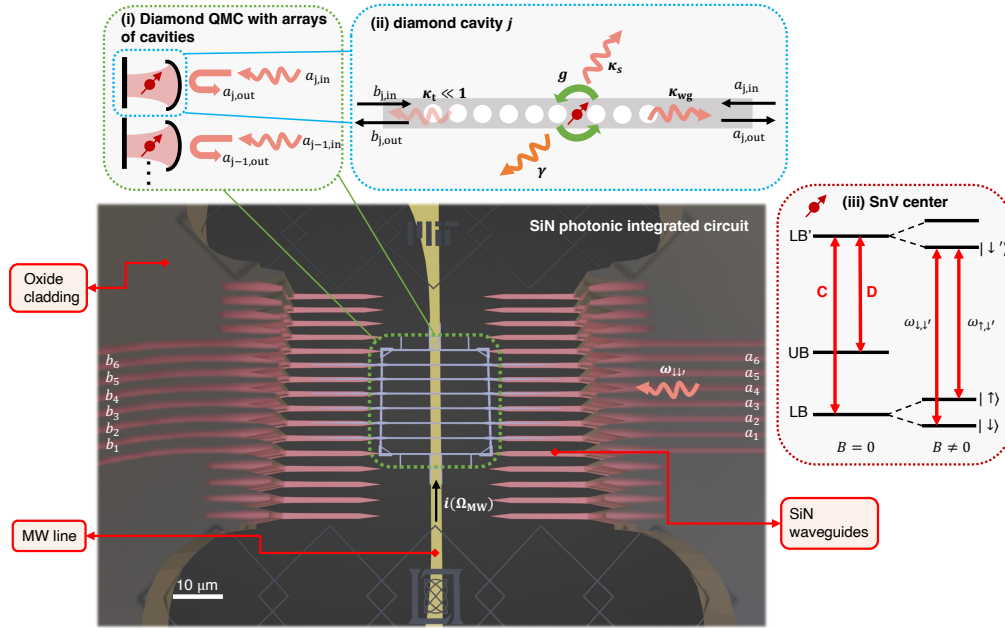 (i) Diamond QMC with arrays
of cavities
a_{j,in}
a_{j,out}
a_{j−1,in}
a_{j−1,out}
(ii) diamond cavity j
b_{j,in}
b_{j,out}
κ_t ≪ 1
g
κ_s
κ_wg
γ
a_{j,in}
a_{j,out}
(iii) SnV center
LB'
C
D
UB
LB
B = 0
|↓'⟩
ω_{↓,↓'}
ω_{↑,↓'}
|↑⟩
|↓⟩
B ≠ 0
SiN photonic integrated circuit
Oxide
cladding
b_6
b_5
b_4
b_3
b_2
b_1
ω_{↓↓'}
a_6
a_5
a_4
a_3
a_2
a_1
i(Ω_MW)
MW line
SiN
waveguides
10 μm